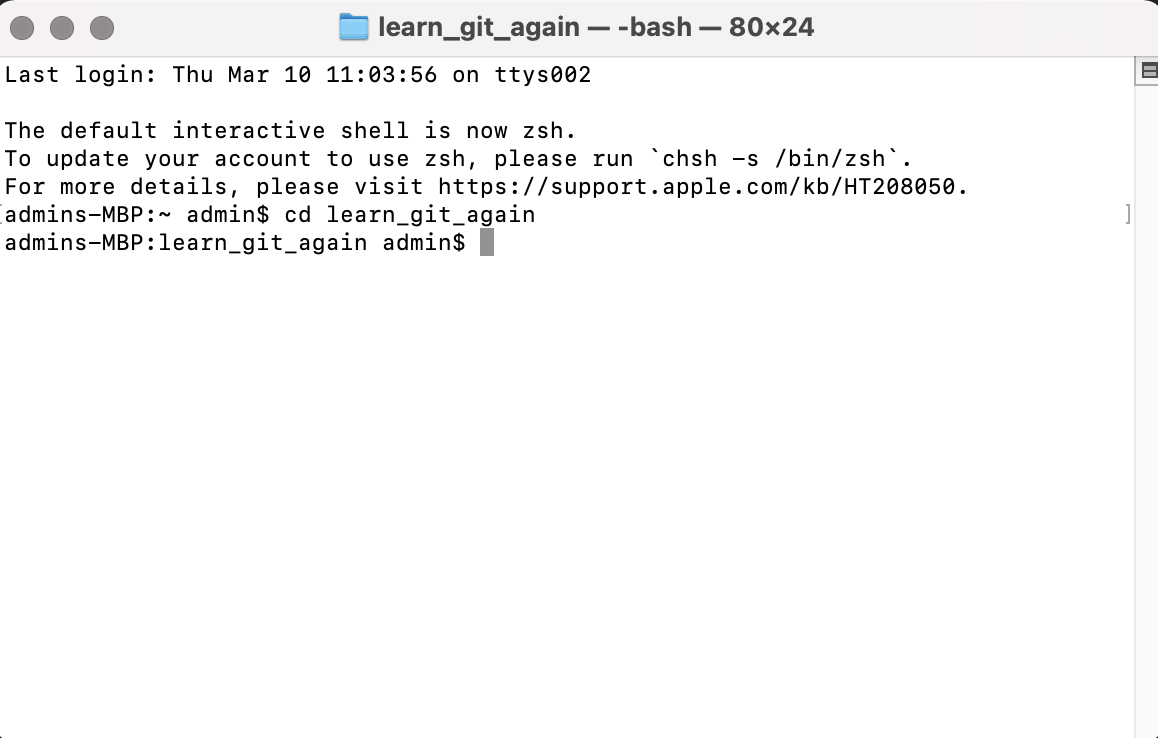 learn_git_again — -bash — 80×24
Last login: Thu Mar 10 11:03:56 on ttys002
The default interactive shell is now zsh.
To update your account to use zsh, please run `chsh -s /bin/zsh`.
For more details, please visit https://support.apple.com/kb/HT208050.
[admins-MBP:~ admin$ cd learn_git_again ]
admins-MBP:learn_git_again admin$